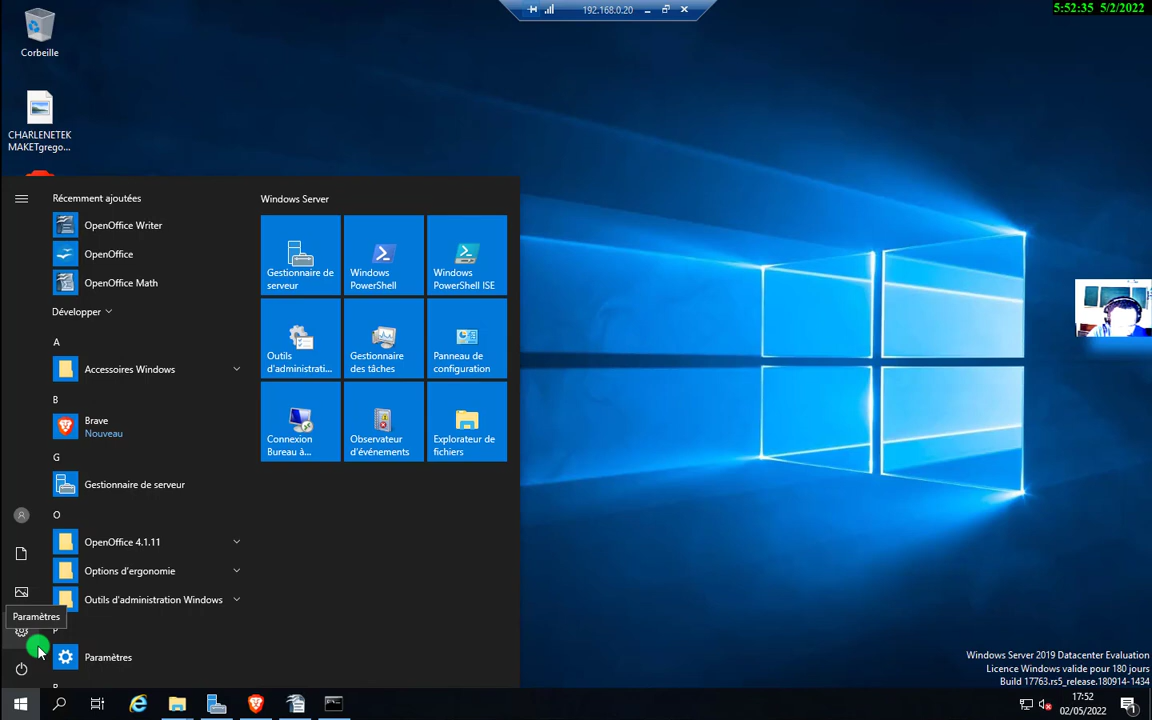 192.168.0.20
5:52:35 5/2/2022
Corbeille
CHARLENETEK
MAKETgrego...
Récemment ajoutées
OpenOffice Writer
OpenOffice
OpenOffice Math
Développer
A
Accessoires Windows
B
Brave
Nouveau
G
Gestionnaire de serveur
O
OpenOffice 4.1.11
Options d'ergonomie
Outils d'administration Windows
P
Paramètres
Paramètres
Windows Server
Gestionnaire de
serveur
Windows
PowerShell
Windows
PowerShell ISE
Outils
d'administrati...
Gestionnaire
des tâches
Panneau de
configuration
Connexion
Bureau à...
Observateur
d'événements
Explorateur de
fichiers
Windows Server 2019 Datacenter Evaluation
Licence Windows valide pour 180 jours
Build 17763.rs5_release.180914-1434
17:52
02/05/2022
1